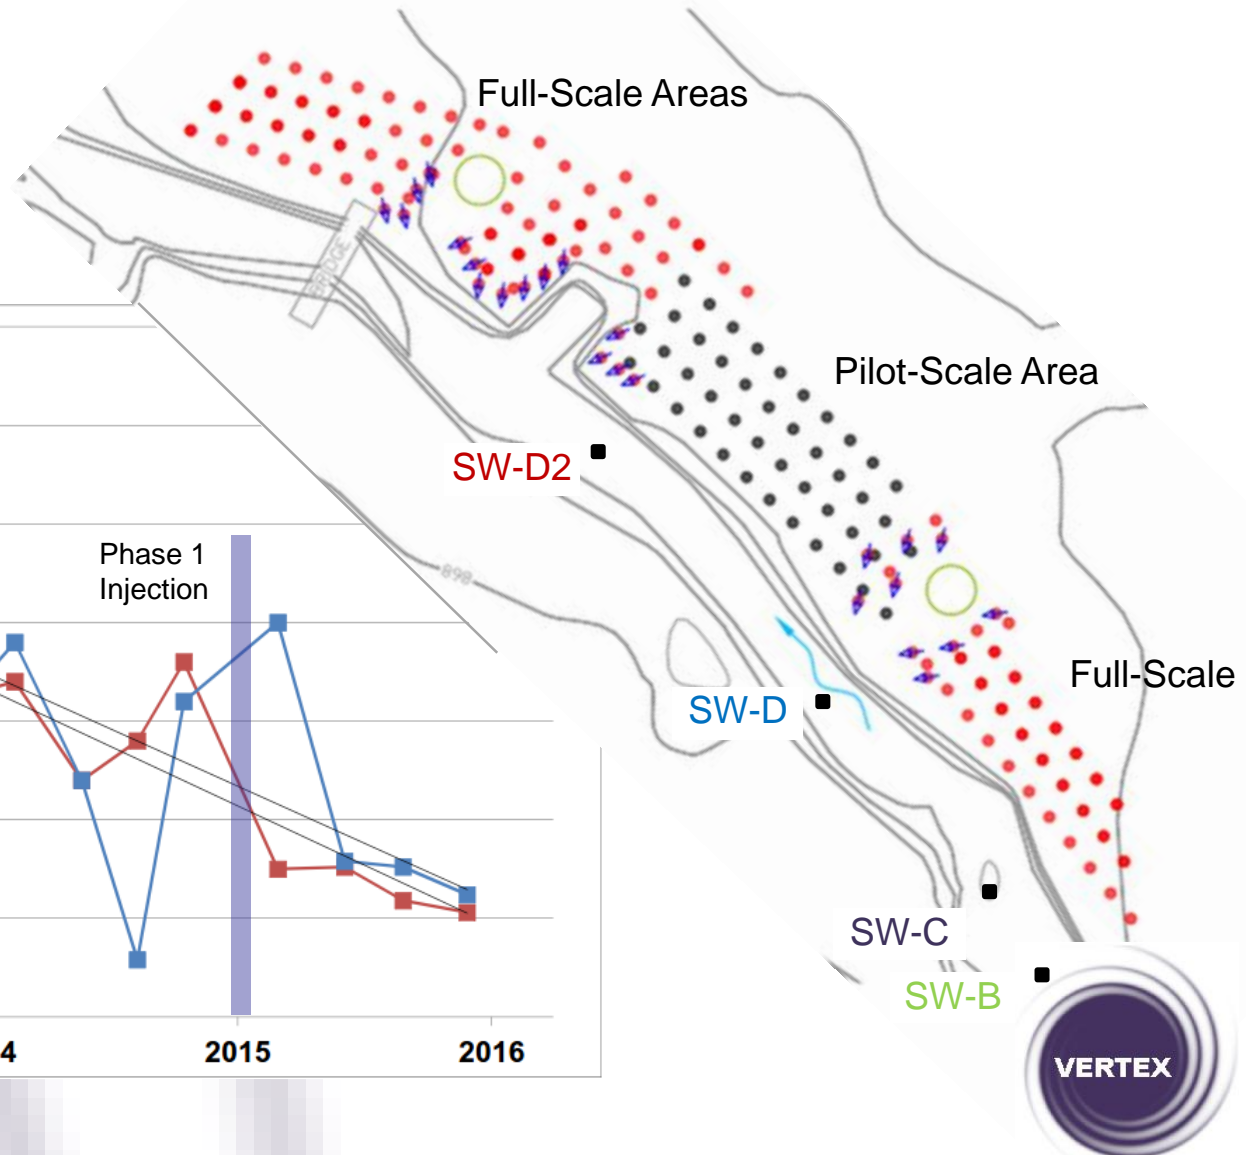 Full-Scale Areas
BRIDGE
Pilot-Scale Area
SW-D2
Phase 1
Injection
898
Full-Scale
SW-D
SW-C
SW-B
4
2015
2016
VERTEX